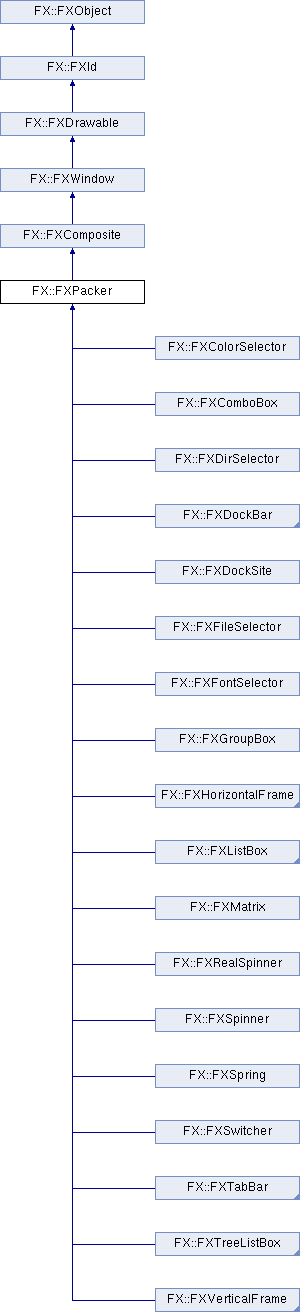 FX::FXObject
FX::FXId
FX::FXDrawable
FX::FXWindow
FX::FXComposite
FX::FXPacker
FX::FXColorSelector
FX::FXComboBox
FX::FXDirSelector
FX::FXDockBar
FX::FXDockSite
FX::FXFileSelector
FX::FXFontSelector
FX::FXGroupBox
FX::FXHorizontalFrame
FX::FXListBox
FX::FXMatrix
FX::FXRealSpinner
FX::FXSpinner
FX::FXSpring
FX::FXSwitcher
FX::FXTabBar
FX::FXTreeListBox
FX::FXVerticalFrame